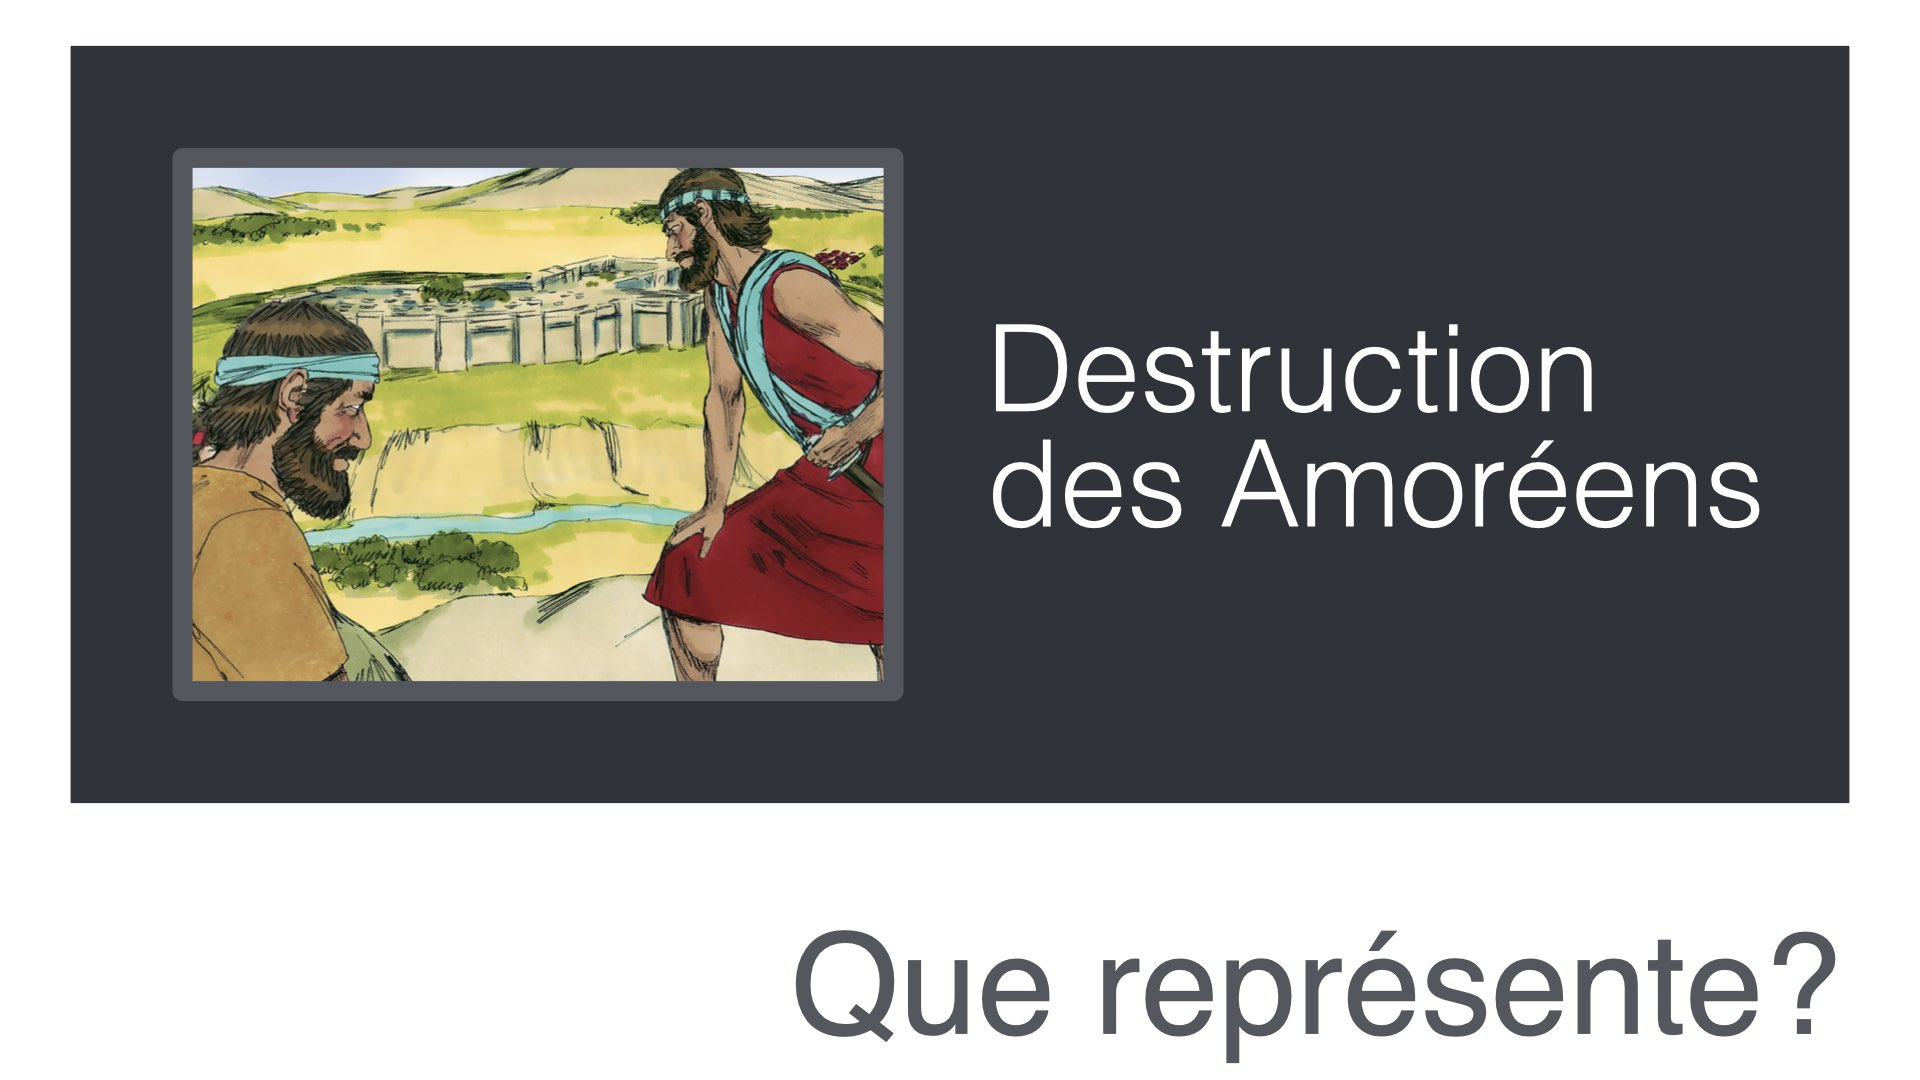 Destruction
des Amoréens
Que représente?